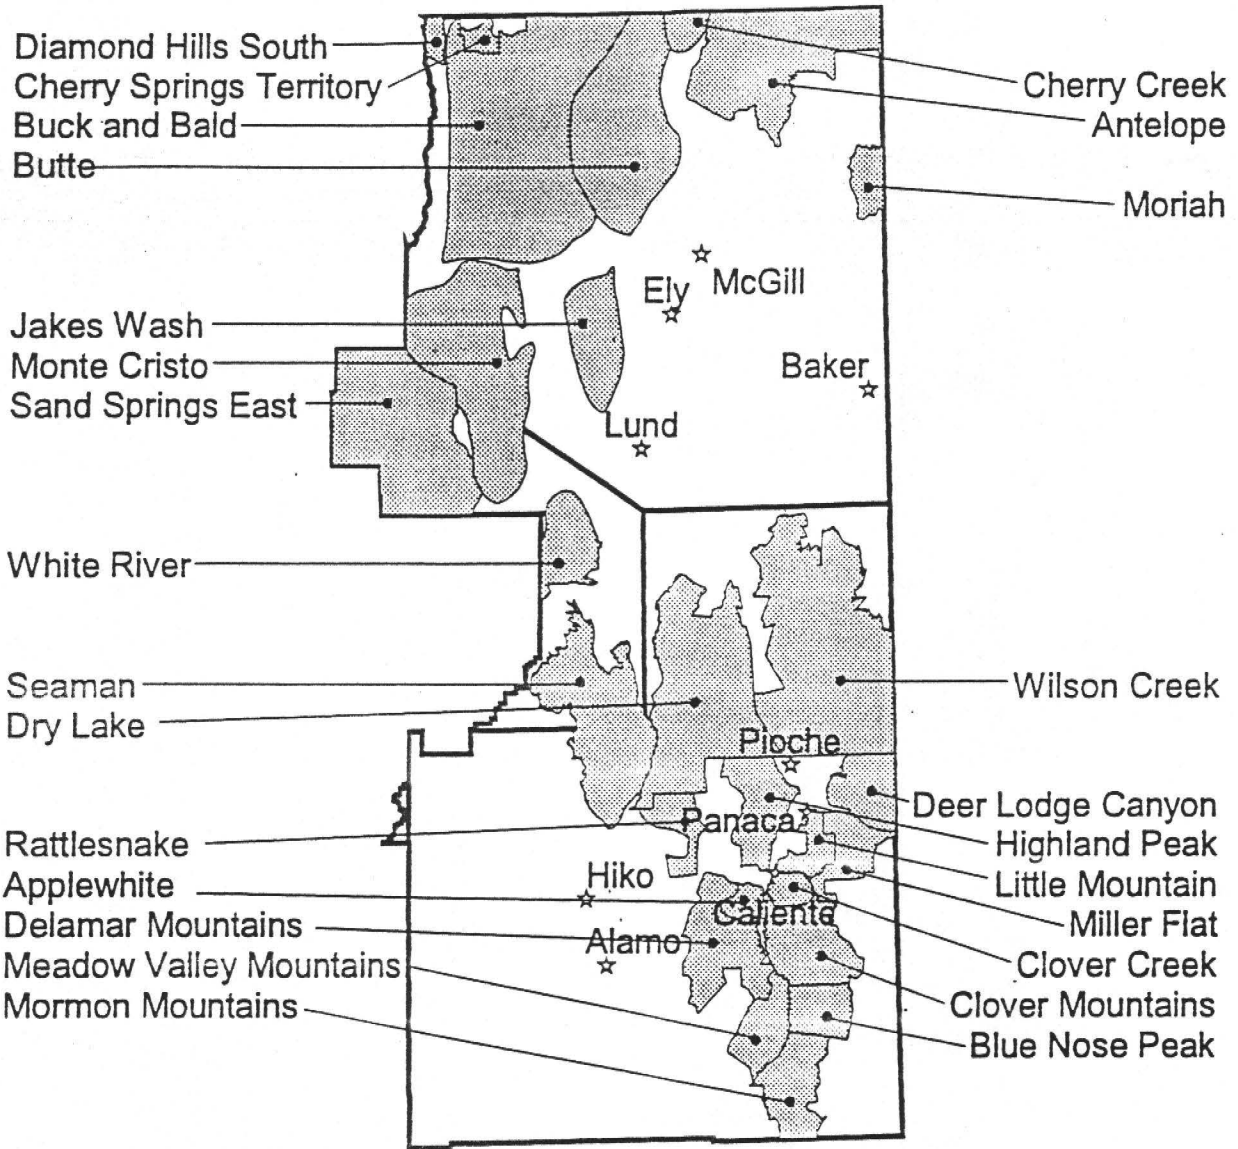 Diamond Hills South
Cherry Springs Territory
Buck and Bald
Butte
Cherry Creek
Antelope
Moriah
McGill
Ely
Jakes Wash
Monte Cristo
Sand Springs East
Baker
Lund
White River
Seaman
Dry Lake
Wilson Creek
Pioche
Deer Lodge Canyon
Panaca
Highland Peak
Rattlesnake
Little Mountain
Applewhite
Hiko
Caliente
Miller Flat
Delamar Mountains
Alamo
Clover Creek
Meadow Valley Mountains
Clover Mountains
Mormon Mountains
Blue Nose Peak